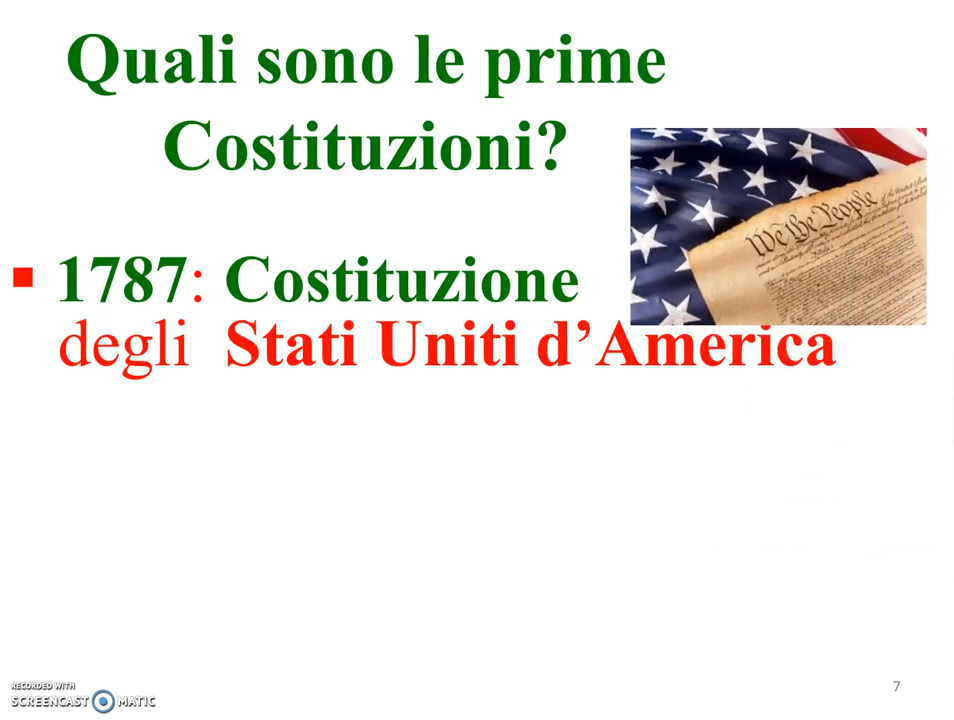 Quali sono le prime
Costituzioni?
▪ 1787: Costituzione
degli Stati Uniti d’America
We the People
RECORDED WITH
SCREENCAST MATIC
7